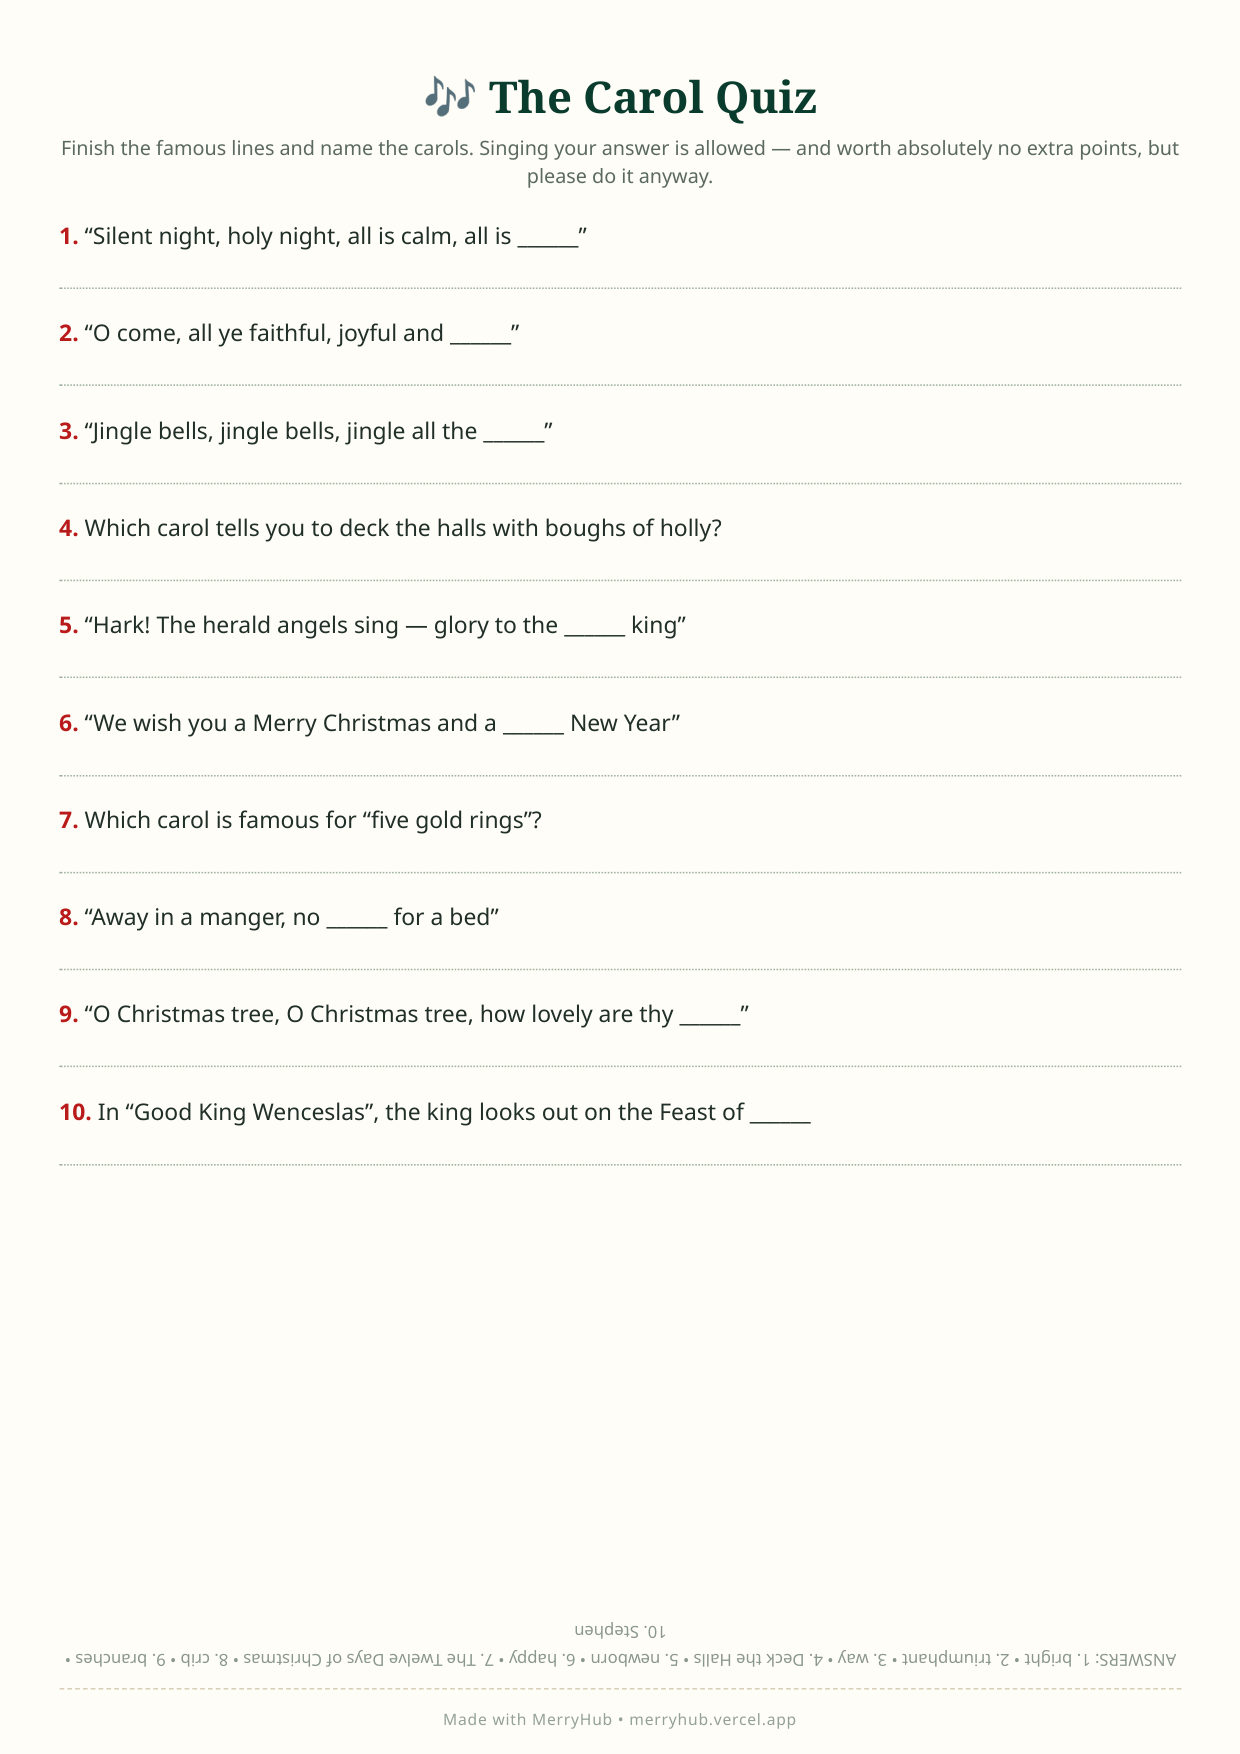 🎶 The Carol Quiz
Finish the famous lines and name the carols. Singing your answer is allowed — and worth absolutely no extra points, but
please do it anyway.
1. “Silent night, holy night, all is calm, all is ______”
2. “O come, all ye faithful, joyful and ______”
3. “Jingle bells, jingle bells, jingle all the ______”
4. Which carol tells you to deck the halls with boughs of holly?
5. “Hark! The herald angels sing — glory to the ______ king”
6. “We wish you a Merry Christmas and a ______ New Year”
7. Which carol is famous for “five gold rings”?
8. “Away in a manger, no ______ for a bed”
9. “O Christmas tree, O Christmas tree, how lovely are thy ______”
10. In “Good King Wenceslas”, the king looks out on the Feast of ______
ANSWERS: 1. bright • 2. triumphant • 3. way • 4. Deck the Halls • 5. newborn • 6. happy • 7. The Twelve Days of Christmas • 8. crib • 9. branches •
10. Stephen
Made with MerryHub • merryhub.vercel.app